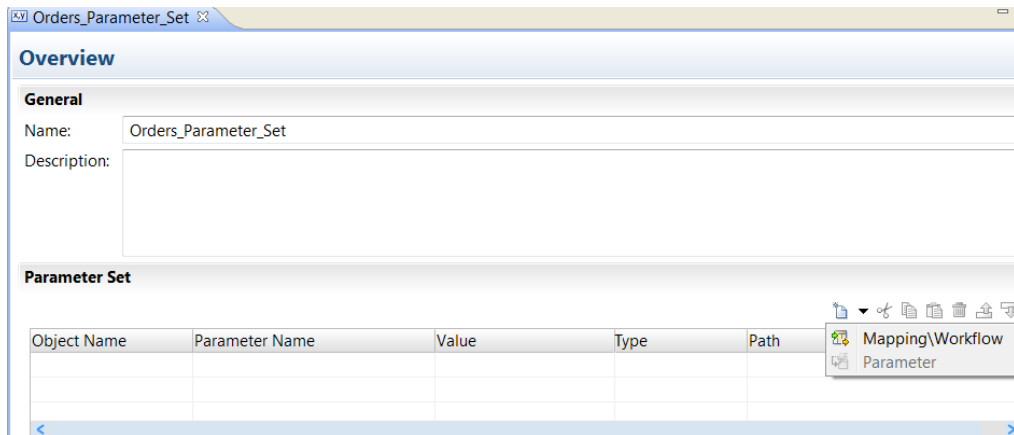 Orders_Parameter_Set
Overview
General
Name: Orders_Parameter_Set
Description:
Parameter Set
Object Name Parameter Name Value Type Path
Mapping\Workflow
Parameter